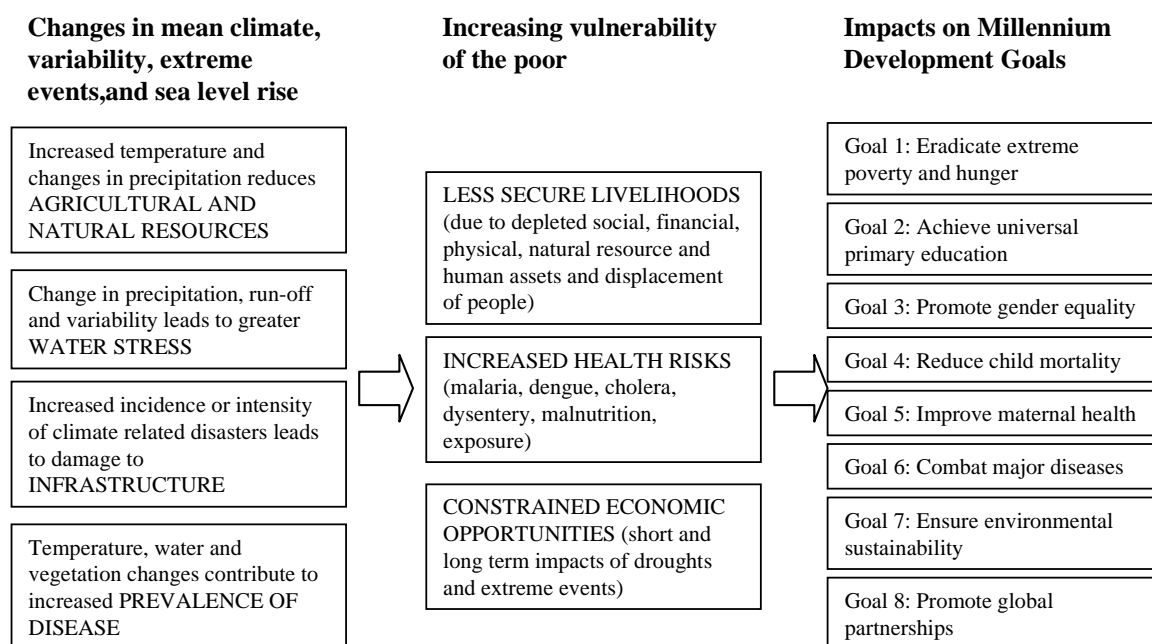 Changes in mean climate,
variability, extreme
events,and sea level rise
Increased temperature and
changes in precipitation reduces
AGRICULTURAL AND
NATURAL RESOURCES
Change in precipitation, run-off
and variability leads to greater
WATER STRESS
Increased incidence or intensity
of climate related disasters leads
to damage to
INFRASTRUCTURE
Temperature, water and
vegetation changes contribute to
increased PREVALENCE OF
DISEASE
Increasing vulnerability
of the poor
LESS SECURE LIVELIHOODS
(due to depleted social, financial,
physical, natural resource and
human assets and displacement
of people)
INCREASED HEALTH RISKS
(malaria, dengue, cholera,
dysentery, malnutrition,
exposure)
CONSTRAINED ECONOMIC
OPPORTUNITIES (short and
long term impacts of droughts
and extreme events)
Impacts on Millennium
Development Goals
Goal 1: Eradicate extreme
poverty and hunger
Goal 2: Achieve universal
primary education
Goal 3: Promote gender equality
Goal 4: Reduce child mortality
Goal 5: Improve maternal health
Goal 6: Combat major diseases
Goal 7: Ensure environmental
sustainability
Goal 8: Promote global
partnerships